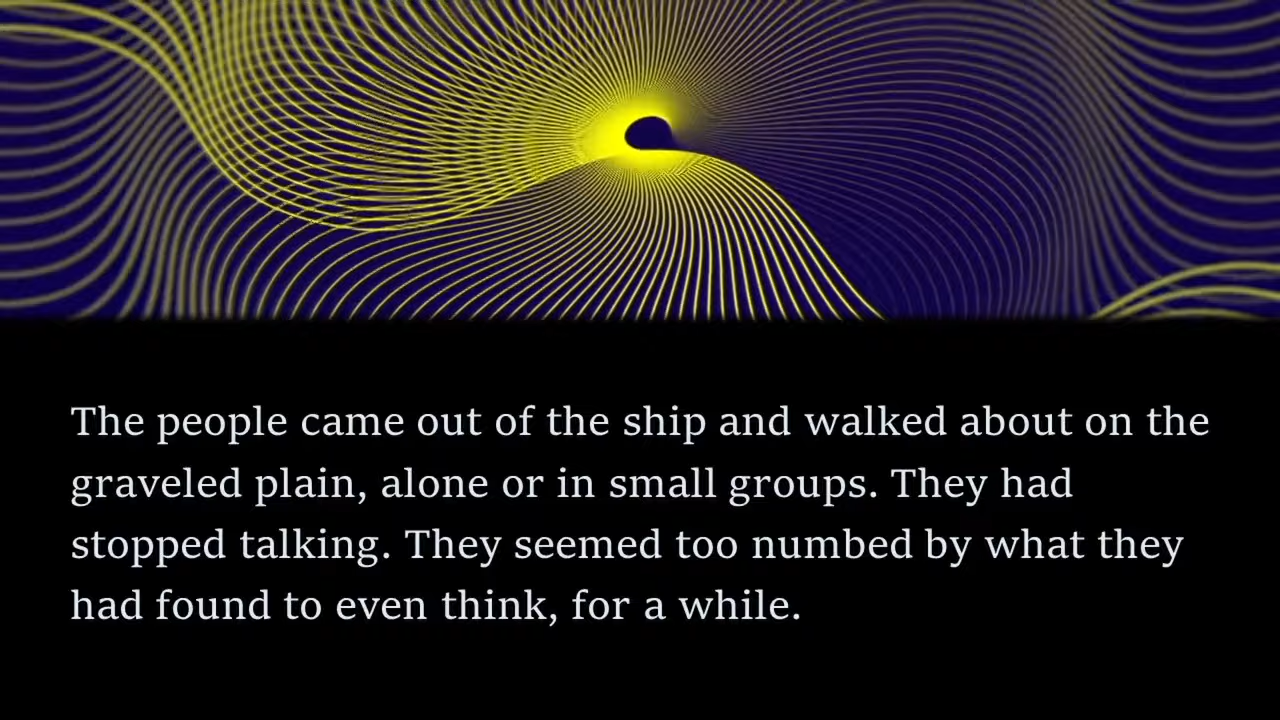 The people came out of the ship and walked about on the
graveled plain, alone or in small groups. They had
stopped talking. They seemed too numbed by what they
had found to even think, for a while.